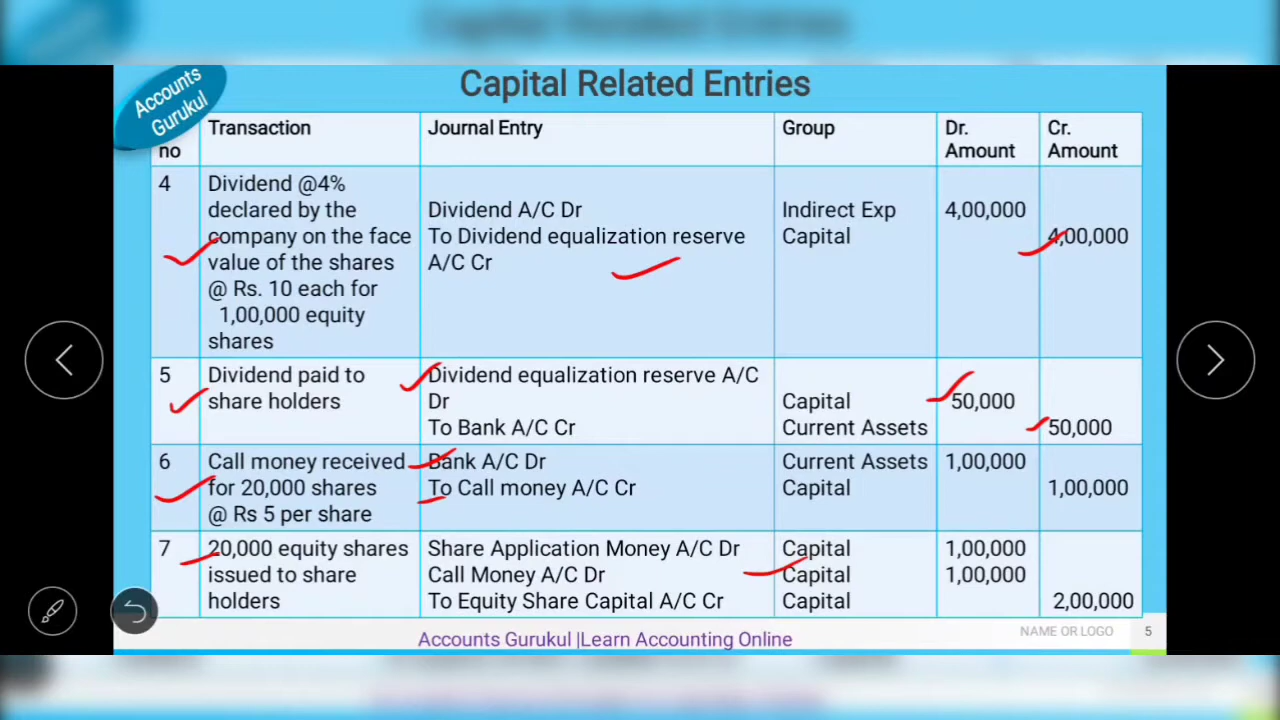 Capital Related Entries
Accounts
Gurukul
no
Transaction
Journal Entry
Group
Dr.
Amount
Cr.
Amount
4
Dividend @4%
declared by the
company on the face
value of the shares
@ Rs. 10 each for
1,00,000 equity
shares
Dividend A/C Dr
To Dividend equalization reserve
A/C Cr
Indirect Exp
Capital
4,00,000
4,00,000
5
Dividend paid to
share holders
Dividend equalization reserve A/C
Dr
To Bank A/C Cr
Capital
Current Assets
50,000
50,000
6
Call money received
for 20,000 shares
@ Rs 5 per share
Bank A/C Dr
To Call money A/C Cr
Current Assets
Capital
1,00,000
1,00,000
7
20,000 equity shares
issued to share
holders
Share Application Money A/C Dr
Call Money A/C Dr
To Equity Share Capital A/C Cr
Capital
Capital
Capital
1,00,000
1,00,000
2,00,000
Accounts Gurukul |Learn Accounting Online
NAME OR LOGO
5